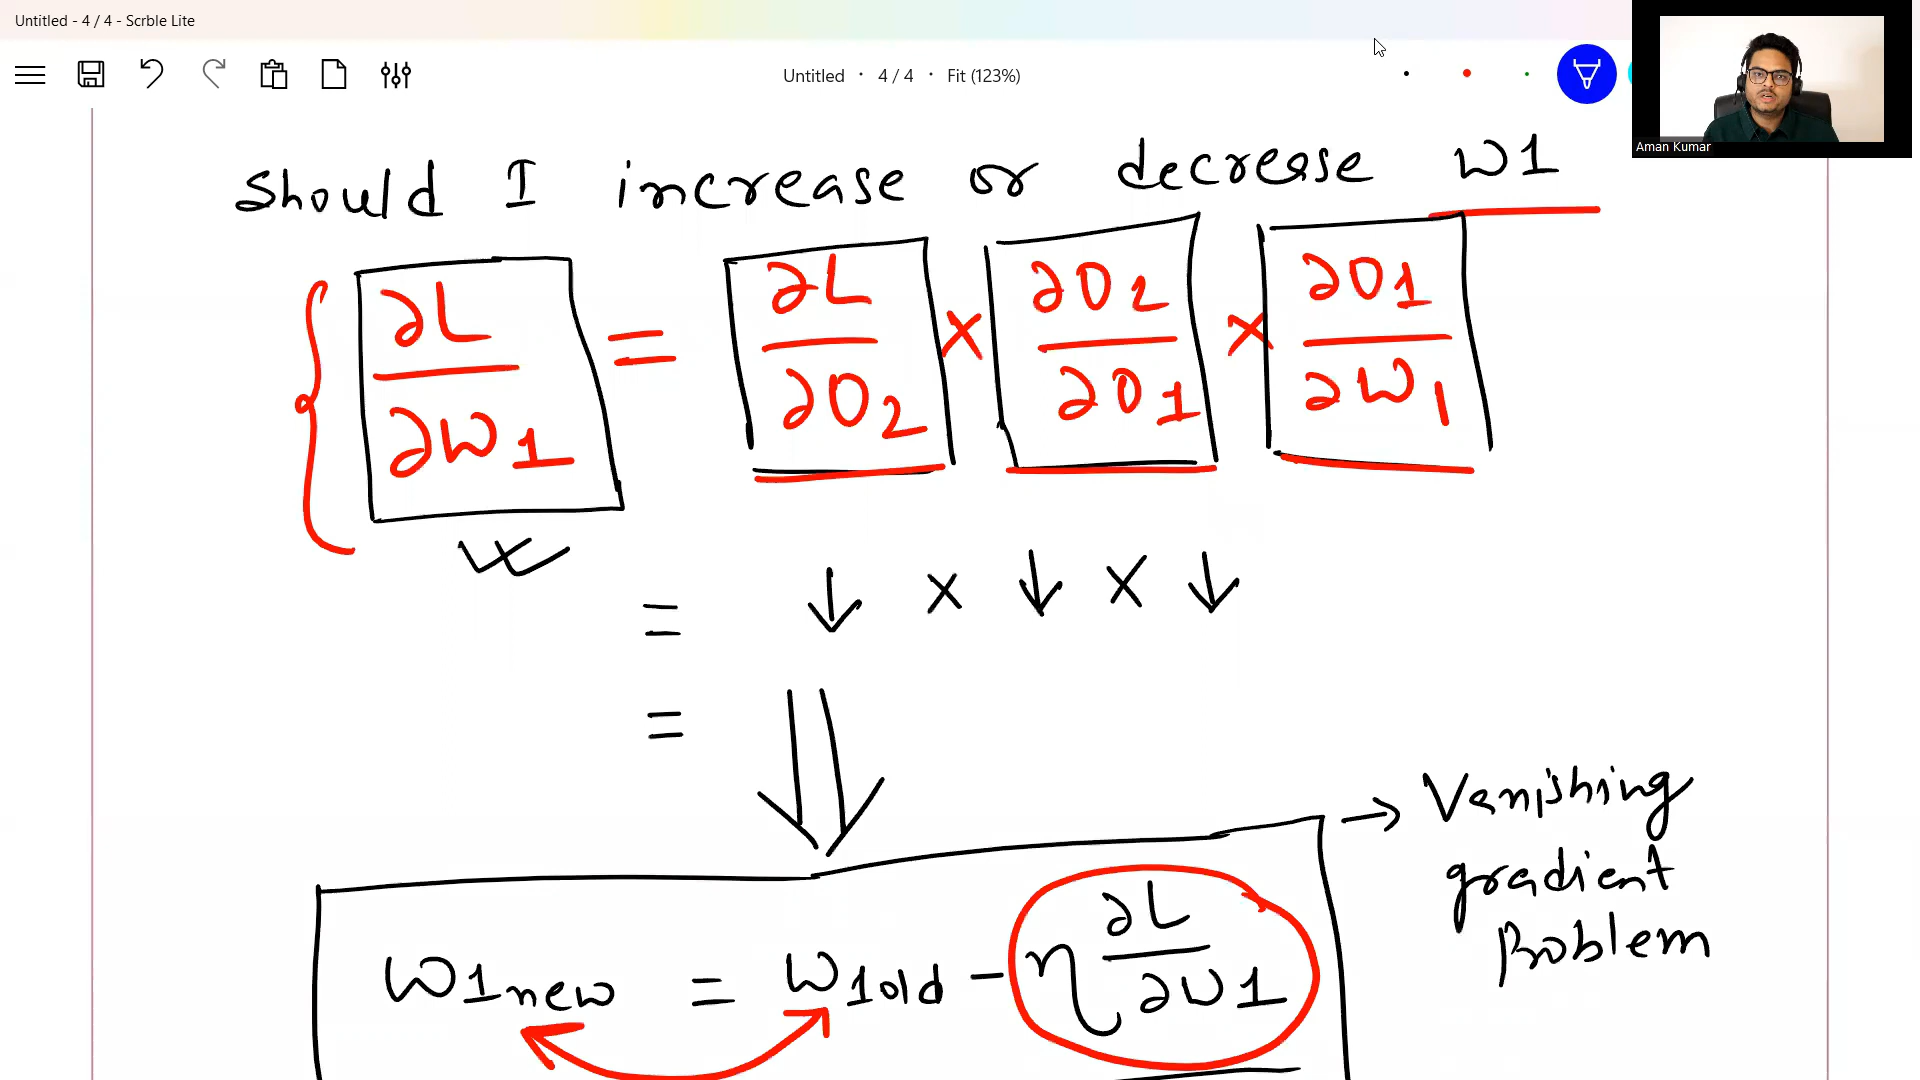 Untitled - 4 / 4 - Scrble Lite
Untitled · 4 / 4 · Fit (123%)
Aman Kumar
Should I increase or decrease W1
∂L/∂W1 = ∂L/∂O2 × ∂O2/∂O1 × ∂O1/∂W1
= ↓ × ↓ × ↓
= ⇓
→ Vanishing
gradient
Problem
W1new = W1old - η ∂L/∂W1